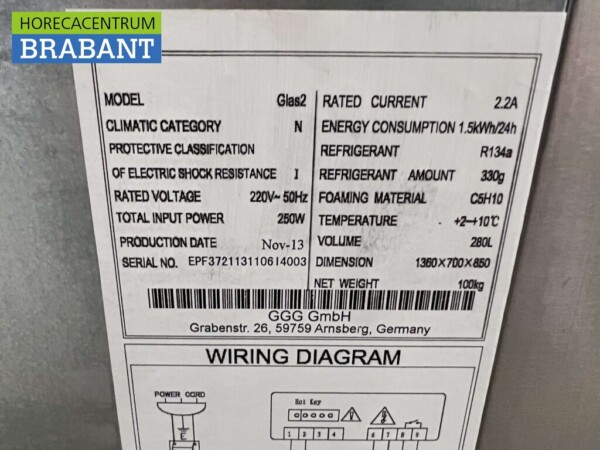 HORECACENTRUM
BRABANT
MODEL Glas2
CLIMATIC CATEGORY N
PROTECTIVE CLASSIFICATION
OF ELECTRIC SHOCK RESISTANCE I
RATED VOLTAGE 220V~ 50Hz
TOTAL INPUT POWER 250W
PRODUCTION DATE Nov-13
SERIAL NO. EPF372113110614003
RATED CURRENT 2.2A
ENERGY CONSUMPTION 1.5kWh/24h
REFRIGERANT R134a
REFRIGERANT AMOUNT 330g
FOAMING MATERIAL C5H10
TEMPERATURE +2~+10℃
VOLUME 280L
DIMENSION 1360×700×850
NET WEIGHT 100kg
GGG GmbH
Grabenstr. 26, 59759 Arnsberg, Germany
WIRING DIAGRAM
POWER CORD
E
Hot Key
1 2 3 4 6 7 8 9